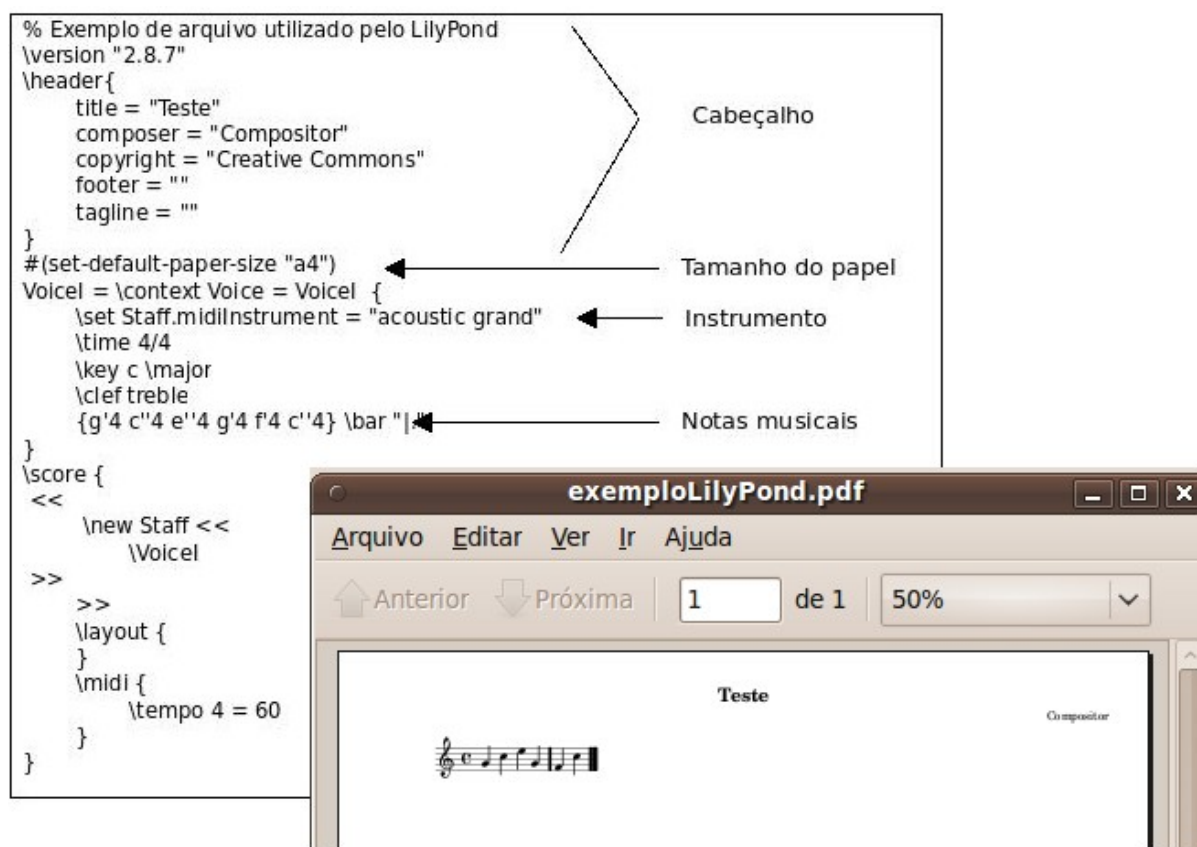 % Exemplo de arquivo utilizado pelo LilyPond
\version "2.8.7"
\header{
title = "Teste"
composer = "Compositor"
copyright = "Creative Commons"
footer = ""
tagline = ""
}
Cabeçalho
#(set-default-paper-size "a4")
Tamanho do papel
VoiceI = \context Voice = VoiceI {
\set Staff.midiInstrument = "acoustic grand"
Instrumento
\time 4/4
\key c \major
\clef treble
{g'4 c''4 e''4 g'4 f'4 c''4} \bar "|."
Notas musicais
}
\score {
<<
\new Staff <<
\VoiceI
>>
>>
\layout {
}
\midi {
\tempo 4 = 60
}
}
exemploLilyPond.pdf
Arquivo Editar Ver Ir Ajuda
Anterior Próxima 1 de 1 50%
Teste
Compositor